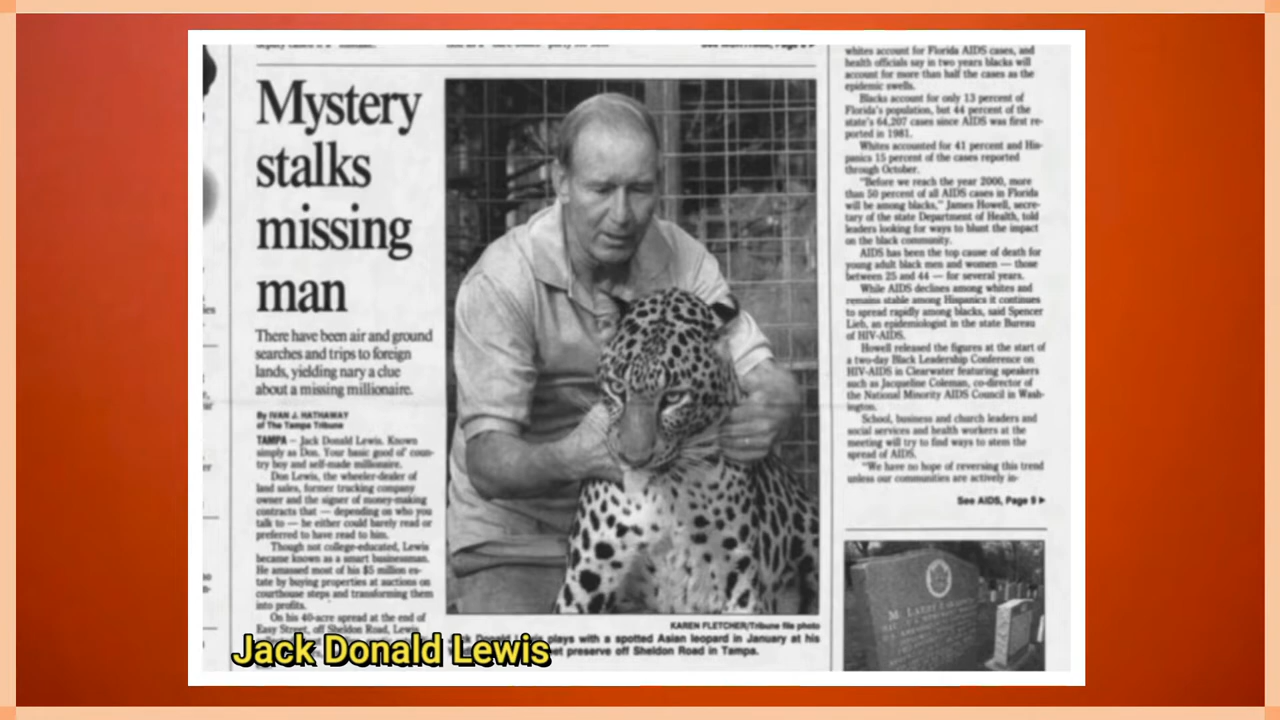 Mystery
stalks
missing
man
There have been air and ground
searches and trips to foreign
lands, yielding nary a clue
about a missing millionaire.
By IVAN J. HATHAWAY
of The Tampa Tribune
TAMPA — Jack Donald Lewis. Known
simply as Don. Your basic good ol' coun-
try boy and self-made millionaire.
Don Lewis, the wheeler-dealer of
land sales, former trucking company
owner and the signer of money-making
contracts that — depending on who you
talk to — he either could barely read or
preferred to have read to him.
Though not college-educated, Lewis
became known as a smart businessman.
He amassed most of his $5 million es-
tate by buying properties at auctions on
courthouse steps and transforming them
into profits.
On his 40-acre spread at the end of
Easy Street, off Sheldon Road, Lewis
KAREN FLETCHER/Tribune file photo
plays with a spotted Asian leopard in January at his
preserve off Sheldon Road in Tampa.
whites account for Florida AIDS cases, and
health officials say in two years blacks will
account for more than half the cases as the
epidemic swells.
Blacks account for only 13 percent of
Florida's population, but 44 percent of the
state's 64,207 cases since AIDS was first re-
ported in 1981.
Whites accounted for 41 percent and His-
panics 15 percent of the cases reported
through October.
"Before we reach the year 2000, more
than 50 percent of all AIDS cases in Florida
will be among blacks," James Howell, secre-
tary of the state Department of Health, told
leaders looking for ways to blunt the impact
on the black community.
AIDS has been the top cause of death for
young adult black men and women — those
between 25 and 44 — for several years.
While AIDS declines among whites and
remains stable among Hispanics it continues
to spread rapidly among blacks, said Spencer
Lieb, an epidemiologist in the state Bureau
of HIV-AIDS.
Howell released the figures at the start of
a two-day Black Leadership Conference on
HIV-AIDS in Clearwater featuring speakers
such as Jacqueline Coleman, co-director of
the National Minority AIDS Council in Wash-
ington.
School, business and church leaders and
social services and health workers at the
meeting will try to find ways to stem the
spread of AIDS.
"We have no hope of reversing this trend
unless our communities are actively in-
See AIDS, Page 9
Jack Donald Lewis